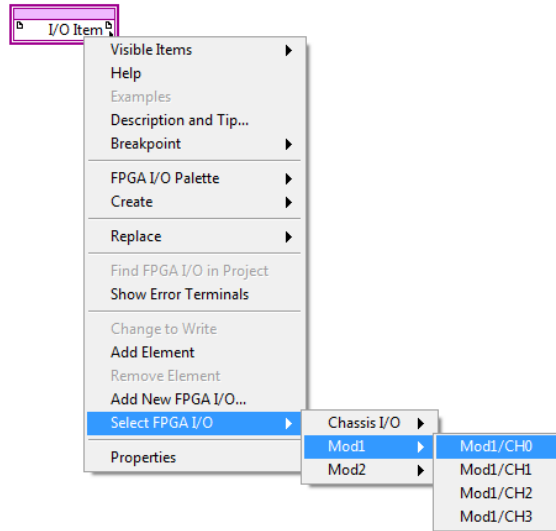 I/O Item
Visible Items
Help
Examples
Description and Tip...
Breakpoint
FPGA I/O Palette
Create
Replace
Find FPGA I/O in Project
Show Error Terminals
Change to Write
Add Element
Remove Element
Add New FPGA I/O...
Select FPGA I/O
Properties
Chassis I/O
Mod1
Mod2
Mod1/CH0
Mod1/CH1
Mod1/CH2
Mod1/CH3